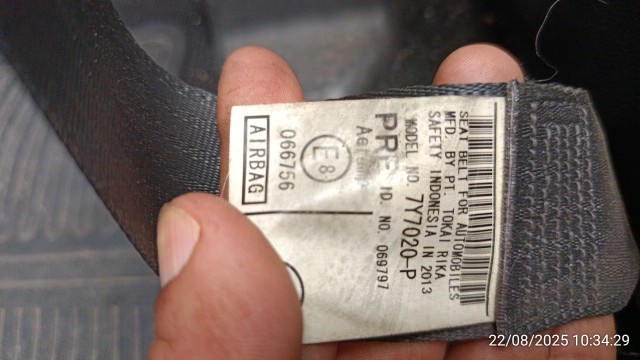 SEAT BELT FOR AUTOMOBILES
MFD. BY PT. TOKAI RIKA
SAFETY INDONESIA IN 2013
MODEL NO. 7Y7020-P
PRE
ID. NO. 069797
E8
066756
AIRBAG
22/08/2025 10:34:29